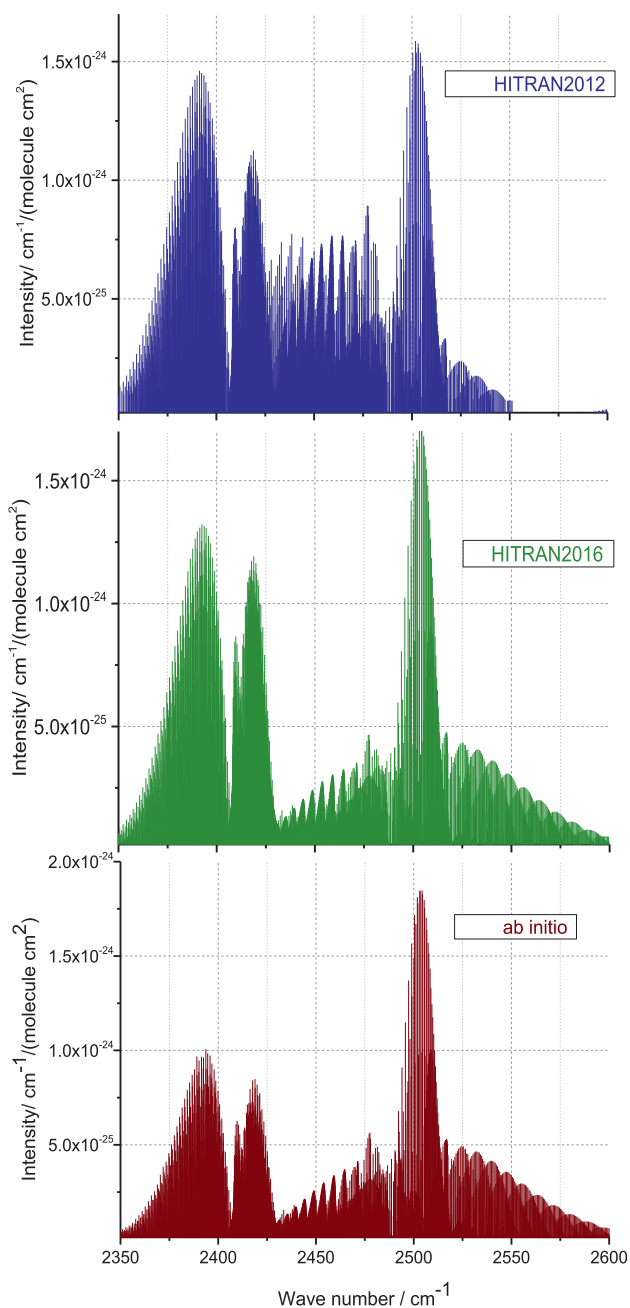 HITRAN2012
Intensity/ cm⁻¹/(molecule cm²)
1.5x10⁻²⁴
1.0x10⁻²⁴
5.0x10⁻²⁵
HITRAN2016
Intensity/ cm⁻¹/(molecule cm²)
1.5x10⁻²⁴
1.0x10⁻²⁴
5.0x10⁻²⁵
ab initio
Intensity/ cm⁻¹/(molecule cm²)
2.0x10⁻²⁴
1.5x10⁻²⁴
1.0x10⁻²⁴
5.0x10⁻²⁵
2350 2400 2450 2500 2550 2600
Wave number / cm⁻¹